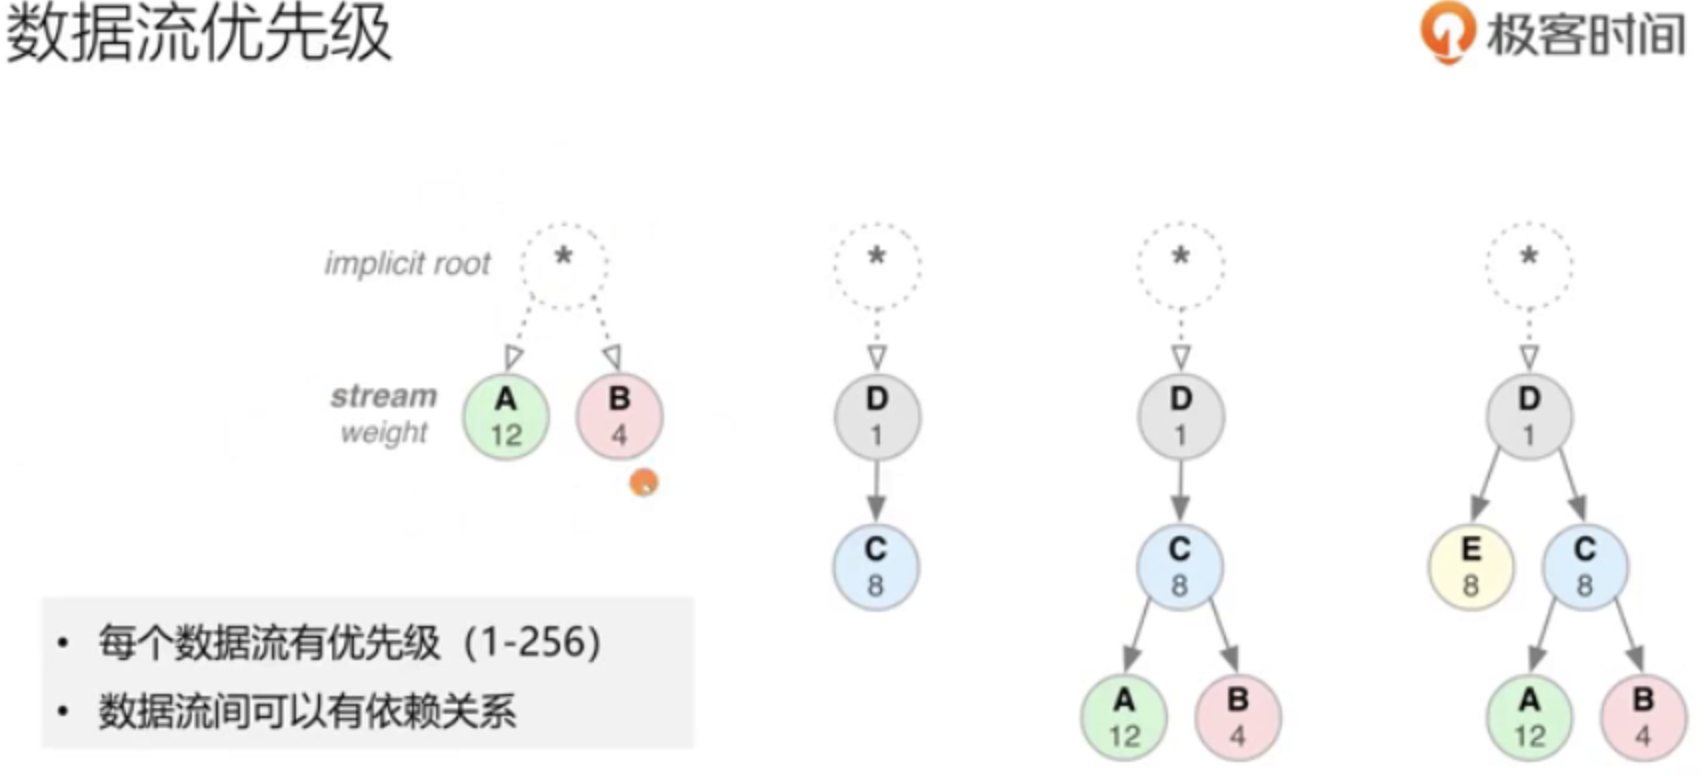 数据流优先级
极客时间
implicit root
*
*
*
*
stream
weight
A
12
B
4
D
1
D
1
D
1
C
8
C
8
E
8
C
8
• 每个数据流有优先级（1-256）
• 数据流间可以有依赖关系
A
12
B
4
A
12
B
4